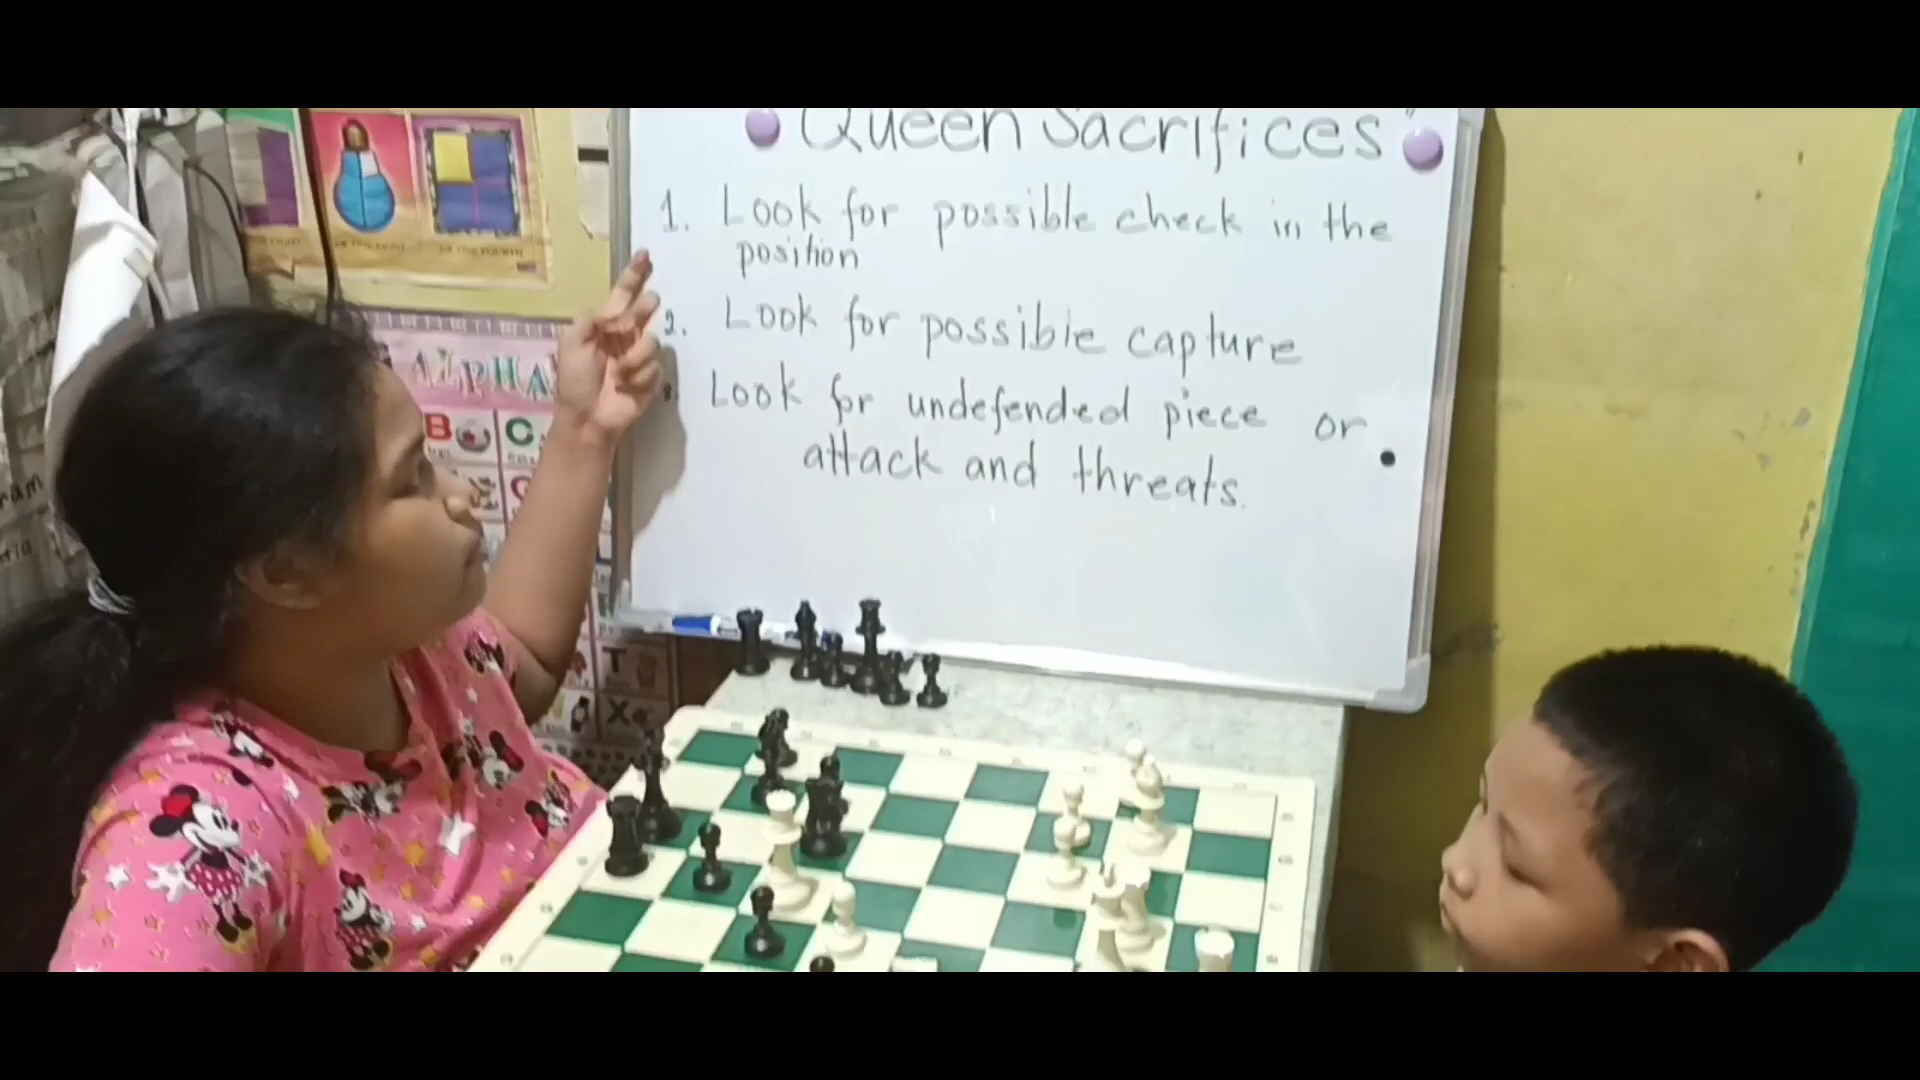 "Queen Sacrifices"
1. Look for possible check in the
position
2. Look for possible capture
Look for undefended piece or
attack and threats.
ALPHA
B C
T
X